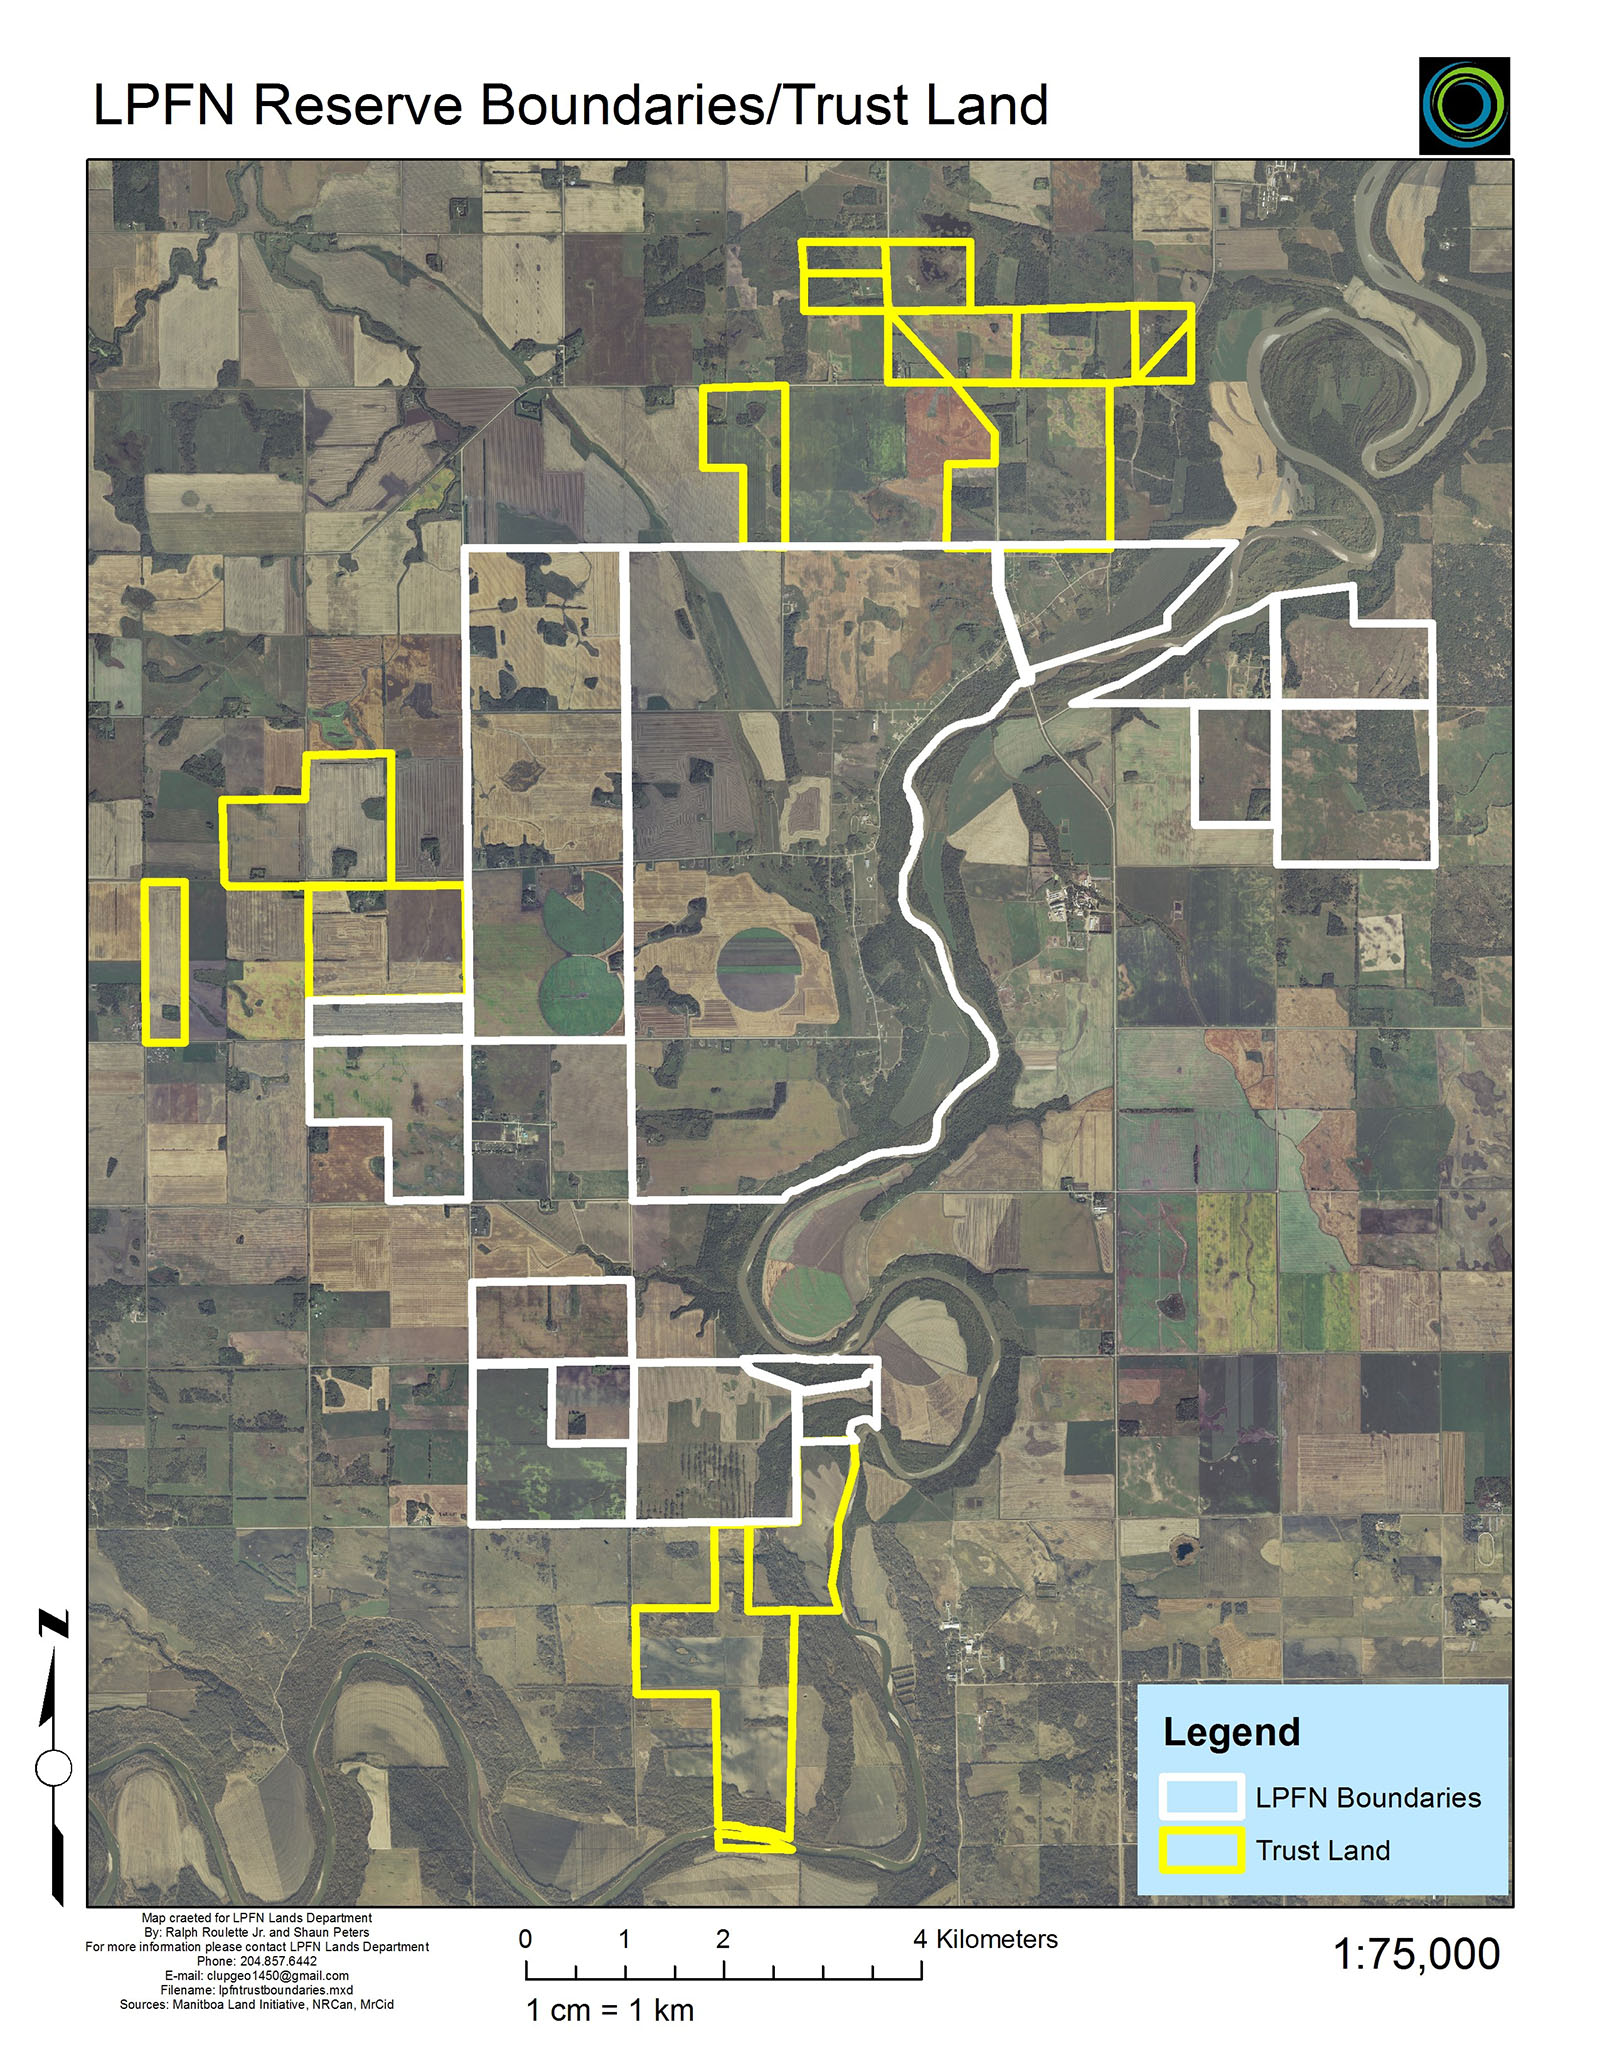 LPFN Reserve Boundaries/Trust Land
Legend
LPFN Boundaries
Trust Land
N
Map craeted for LPFN Lands Department
By: Ralph Roulette Jr. and Shaun Peters
For more information please contact LPFN Lands Department
Phone: 204.857.6442
E-mail: clupgeo1450@gmail.com
Filename: lpfntrustboundaries.mxd
Sources: Manitboa Land Initiative, NRCan, MrCid
0 1 2 4 Kilometers
1 cm = 1 km
1:75,000